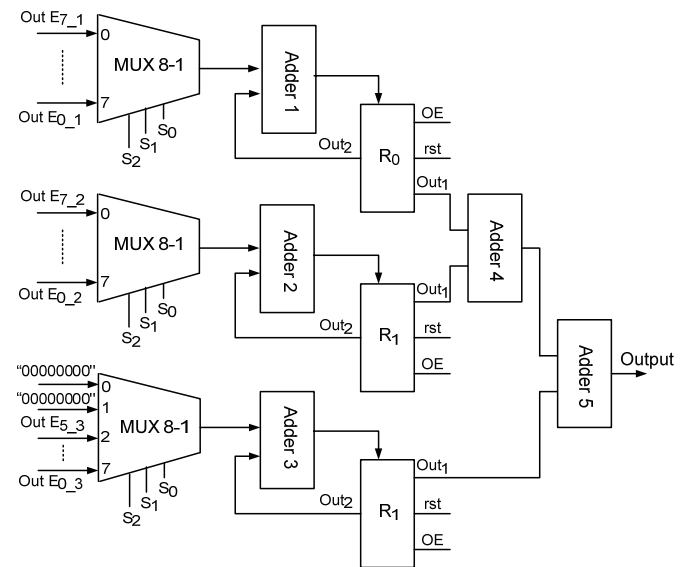 Out E7_1
0
MUX 8-1
7
Out E0_1
S2
S1
S0
Adder 1
Out2
R0
OE
rst
Out1
Out E7_2
0
MUX 8-1
7
Out E0_2
S2
S1
S0
Adder 2
Out2
R1
Out1
rst
OE
Adder 4
Adder 5
Output
"00000000"
0
"00000000"
1
Out E5_3
2
MUX 8-1
7
Out E0_3
S2
S1
S0
Adder 3
Out2
R1
Out1
rst
OE